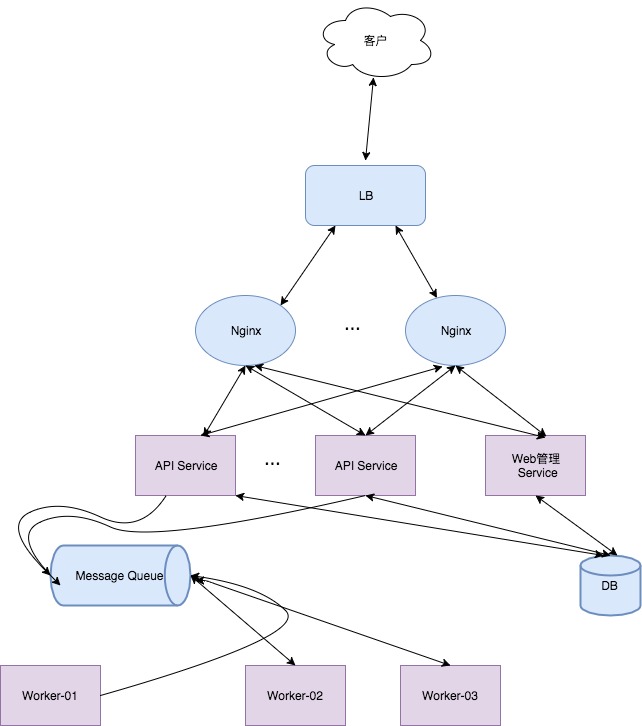 客户
LB
Nginx
...
Nginx
API Service
...
API Service
Web管理
Service
Message Queue
DB
Worker-01
Worker-02
Worker-03